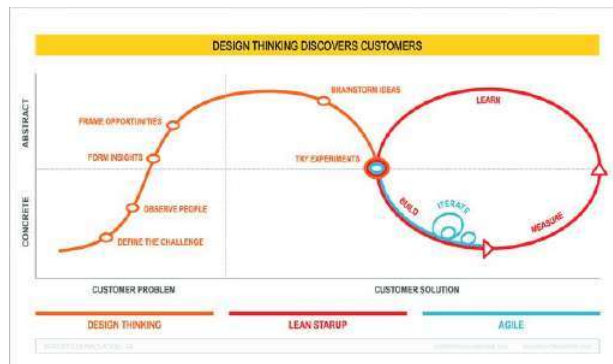 DESIGN THINKING DISCOVERS CUSTOMERS
BRAINSTORM IDEAS
LEARN
FRAME OPPORTUNITIES
FORM INSIGHTS
TRY EXPERIMENTS
OBSERVE PEOPLE
BUILD
ITERATE
MEASURE
DEFINE THE CHALLENGE
ABSTRACT
CONCRETE
CUSTOMER PROBLEM
CUSTOMER SOLUTION
DESIGN THINKING
LEAN STARUP
AGILE